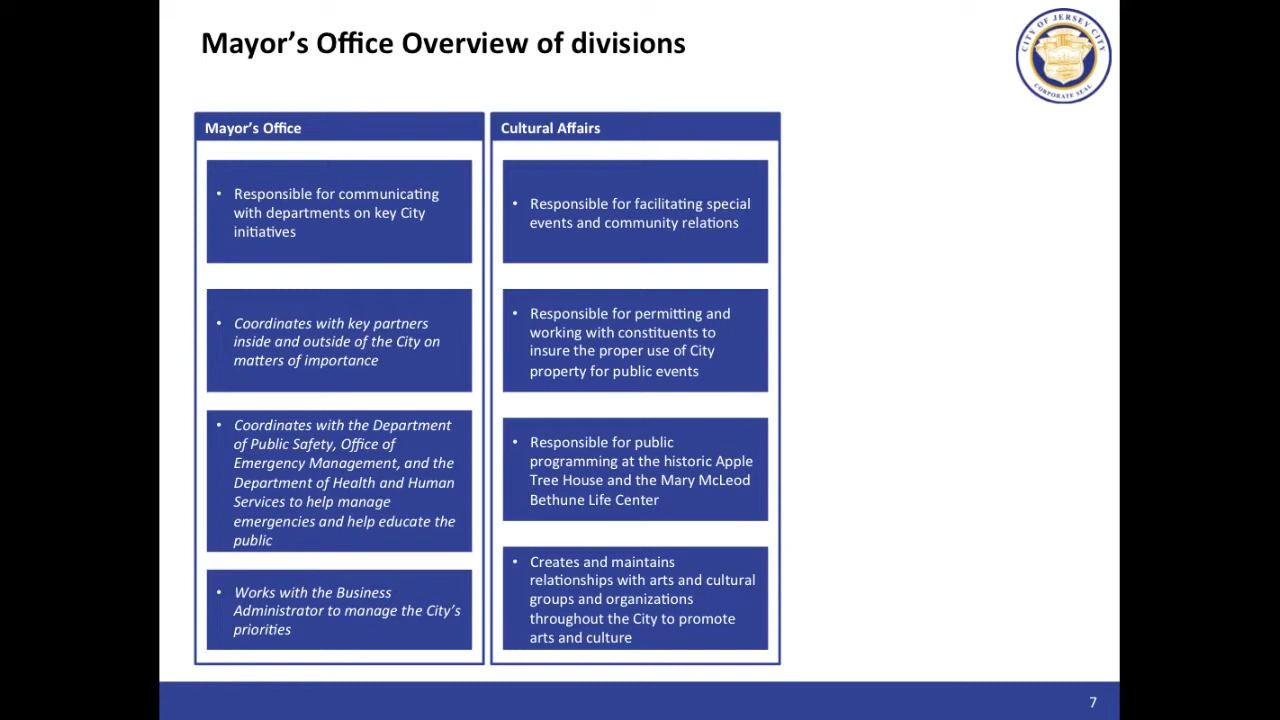 Mayor’s Office Overview of divisions
CITY OF JERSEY CITY
CORPORATE SEAL
Mayor’s Office
• Responsible for communicating
with departments on key City
initiatives
• Coordinates with key partners
inside and outside of the City on
matters of importance
• Coordinates with the Department
of Public Safety, Office of
Emergency Management, and the
Department of Health and Human
Services to help manage
emergencies and help educate the
public
• Works with the Business
Administrator to manage the City’s
priorities
Cultural Affairs
• Responsible for facilitating special
events and community relations
• Responsible for permitting and
working with constituents to
insure the proper use of City
property for public events
• Responsible for public
programming at the historic Apple
Tree House and the Mary McLeod
Bethune Life Center
• Creates and maintains
relationships with arts and cultural
groups and organizations
throughout the City to promote
arts and culture
7